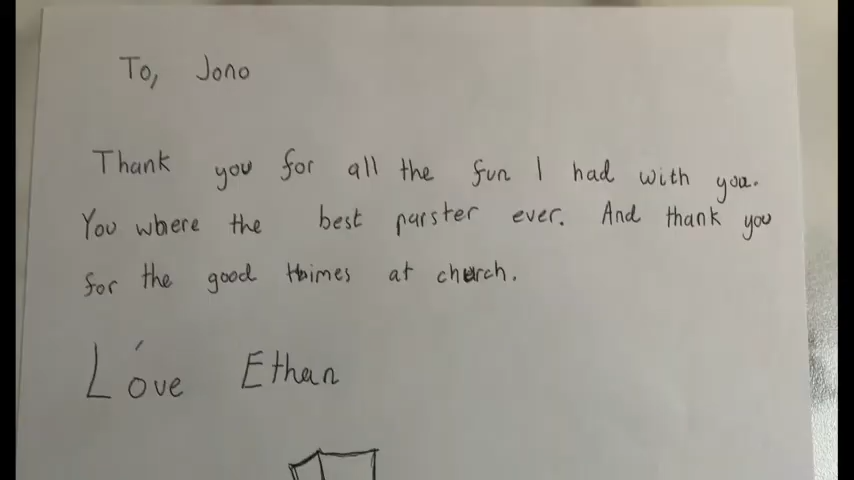 To, Jono
Thank you for all the fun I had with you.
You where the best parster ever. And thank you
for the good thimes at church.
Love Ethan